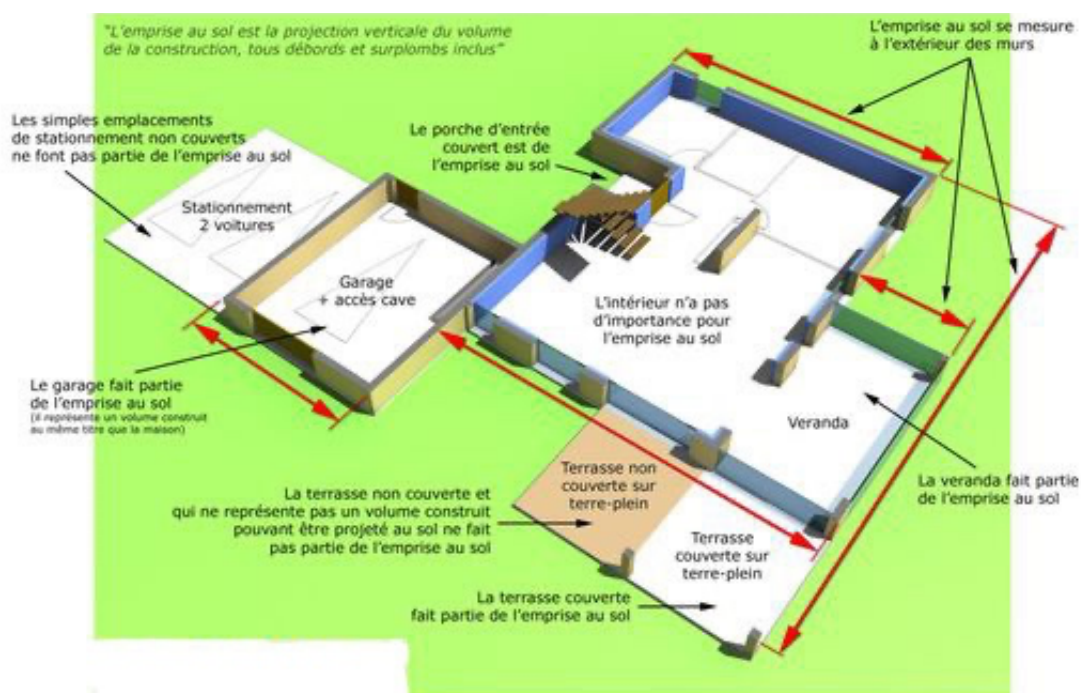 "L'emprise au sol est la projection verticale du volume
de la construction, tous débords et surplombs inclus"
L'emprise au sol se mesure
à l'extérieur des murs
Les simples emplacements
de stationnement non couverts
ne font pas partie de l'emprise au sol
Le porche d'entrée
couvert est de
l'emprise au sol
Stationnement
2 voitures
Garage
+ accès cave
L'intérieur n'a pas
d'importance pour
l'emprise au sol
Le garage fait partie
de l'emprise au sol
(il représente un volume construit
au même titre que la maison)
Veranda
La veranda fait partie
de l'emprise au sol
Terrasse non
couverte sur
terre-plein
La terrasse non couverte et
qui ne représente pas un volume construit
pouvant être projeté au sol ne fait
pas partie de l'emprise au sol
Terrasse
couverte sur
terre-plein
La terrasse couverte
fait partie de l'emprise au sol